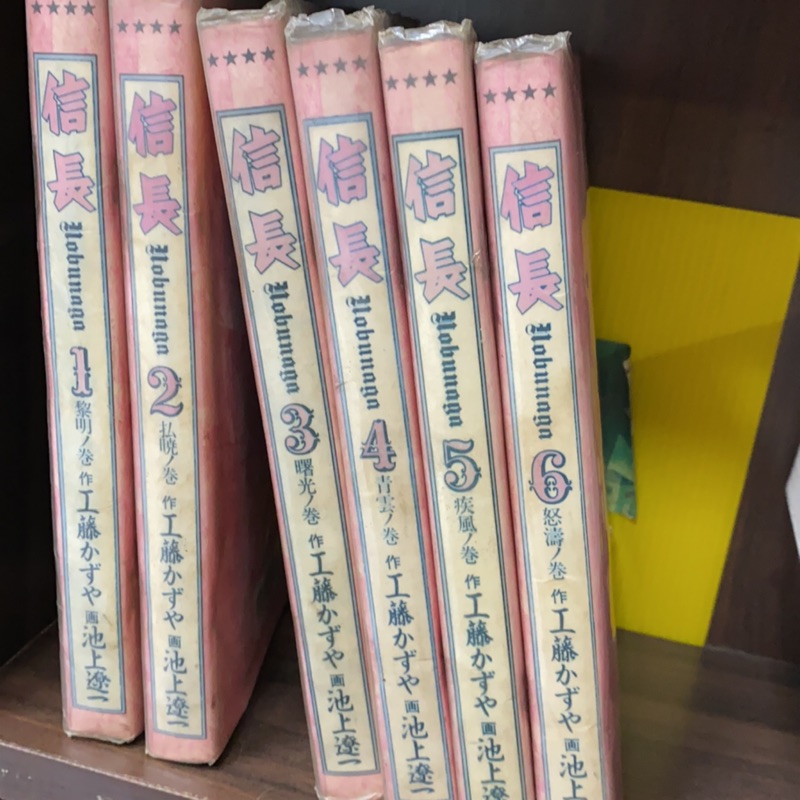 ★★★★
信長
Nobunaga
1
黎明ノ巻
作 工藤かずや
画 池上遼一
★★★★
信長
Nobunaga
2
払暁ノ巻
作 工藤かずや
画 池上遼一
★★★★
信長
Nobunaga
3
曙光ノ巻
作 工藤かずや
画 池上遼一
★★★★
信長
Nobunaga
4
青雲ノ巻
作 工藤かずや
画 池上遼一
★★★★
信長
Nobunaga
5
疾風ノ巻
作 工藤かずや
画 池上遼
★★★★
信長
Nobunaga
6
怒濤ノ巻
作 工藤かずや
画 池上